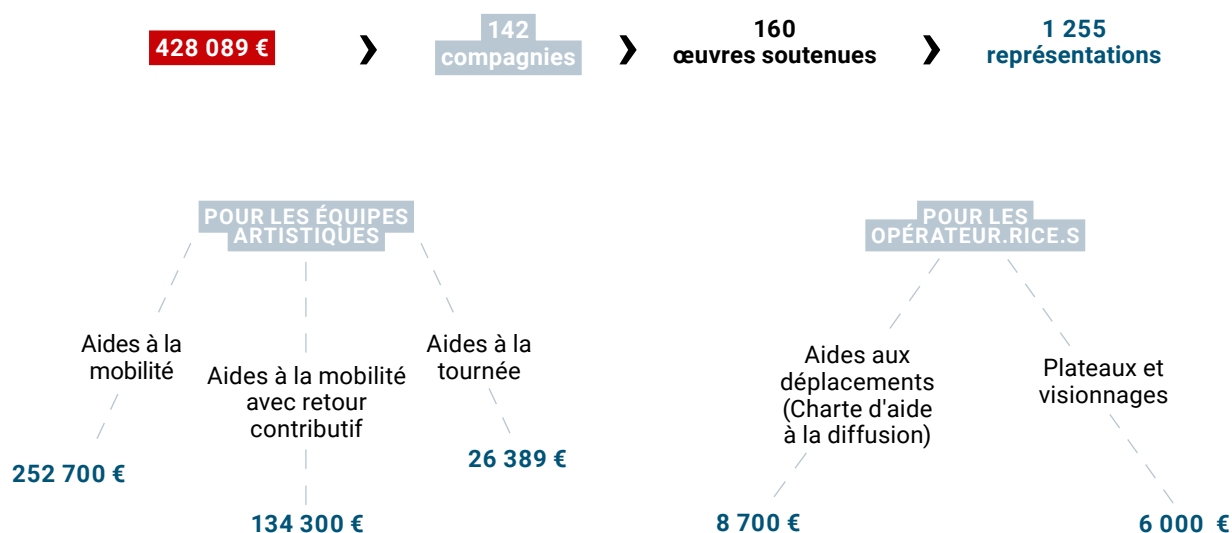 428 089 €
❯
142
compagnies
❯
160
œuvres soutenues
❯
1 255
représentations
POUR LES ÉQUIPES
ARTISTIQUES
Aides à la
mobilité
252 700 €
Aides à la mobilité
avec retour
contributif
134 300 €
Aides à la
tournée
26 389 €
POUR LES
OPÉRATEUR.RICE.S
Aides aux
déplacements
(Charte d'aide
à la diffusion)
8 700 €
Plateaux et
visionnages
6 000 €